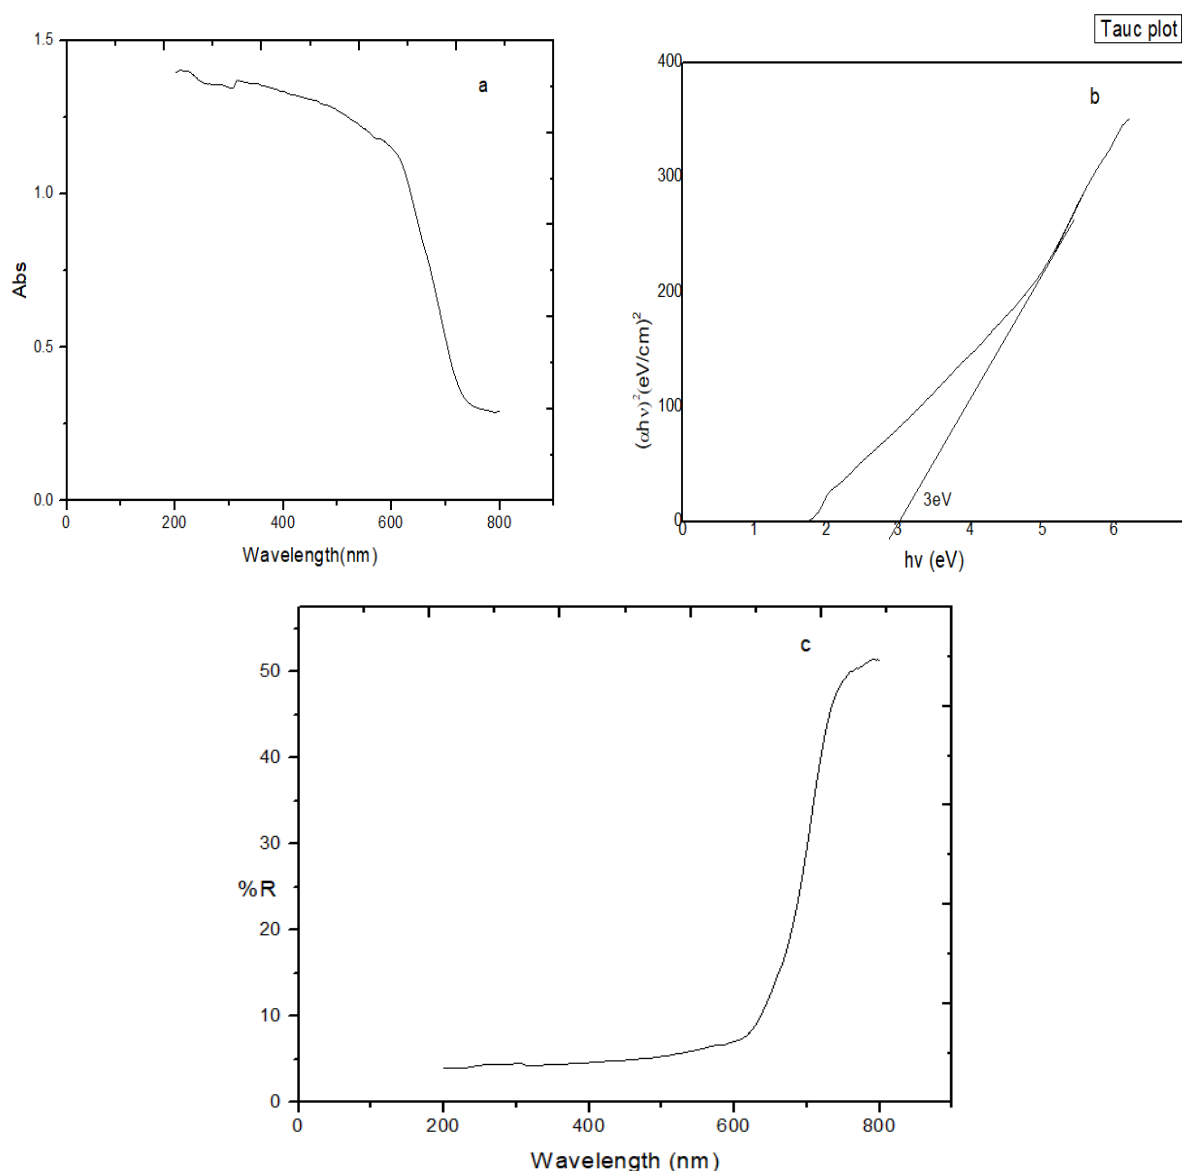 a
1.5
1.0
0.5
0.0
Abs
0 200 400 600 800
Wavelength(nm)
Tauc plot
b
400
300
200
100
0
(αhν)²(eV/cm)²
3eV
0 1 2 3 4 5 6
hv (eV)
c
50
40
30
20
10
0
%R
0 200 400 600 800
Wavelength (nm)